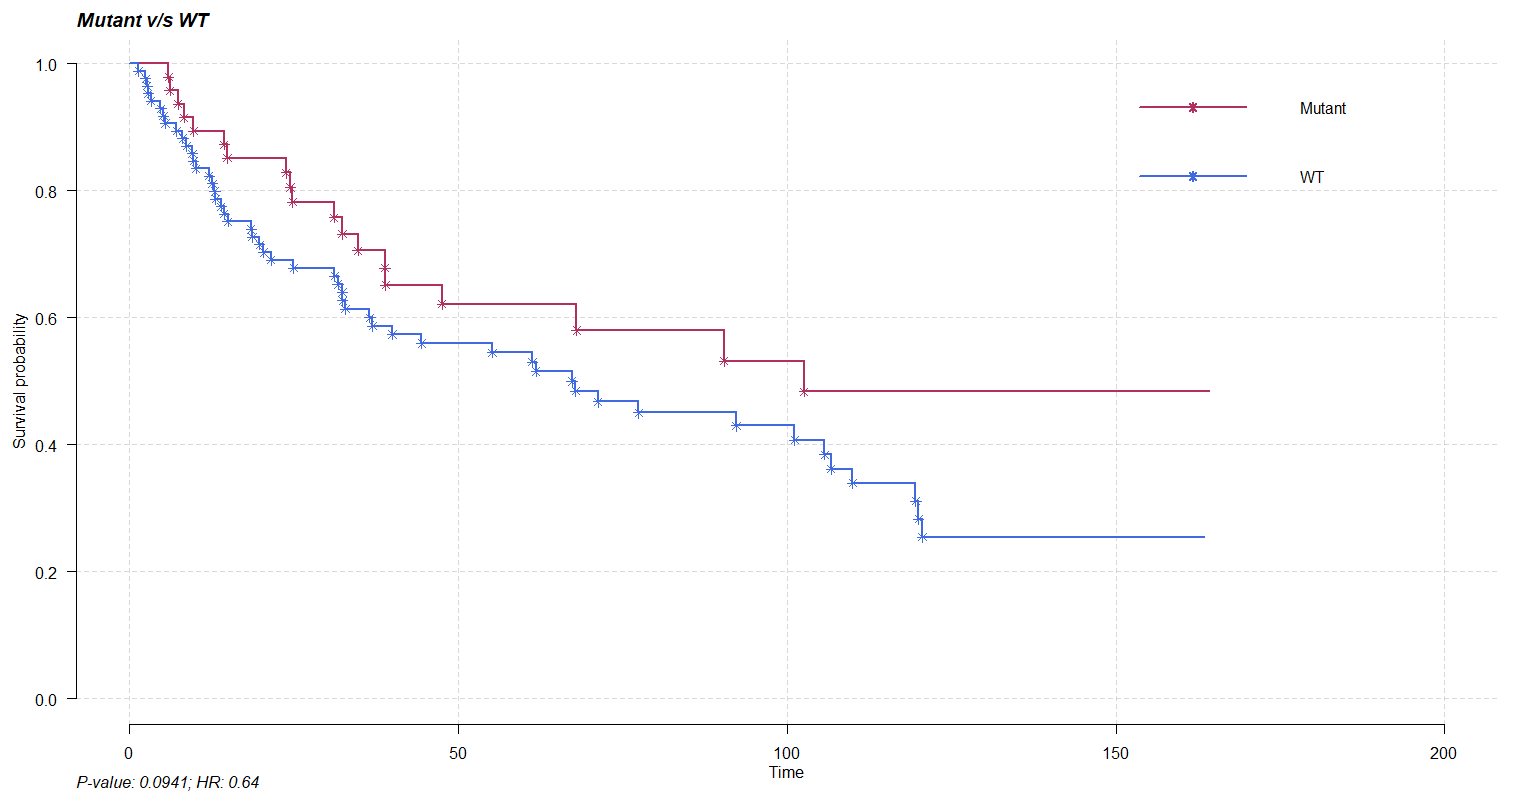 Mutant v/s WT
1.0
Mutant
0.8
WT
0.6
Survival probability
0.4
0.2
0.0
0 50 100 150 200
Time
P-value: 0.0941; HR: 0.64